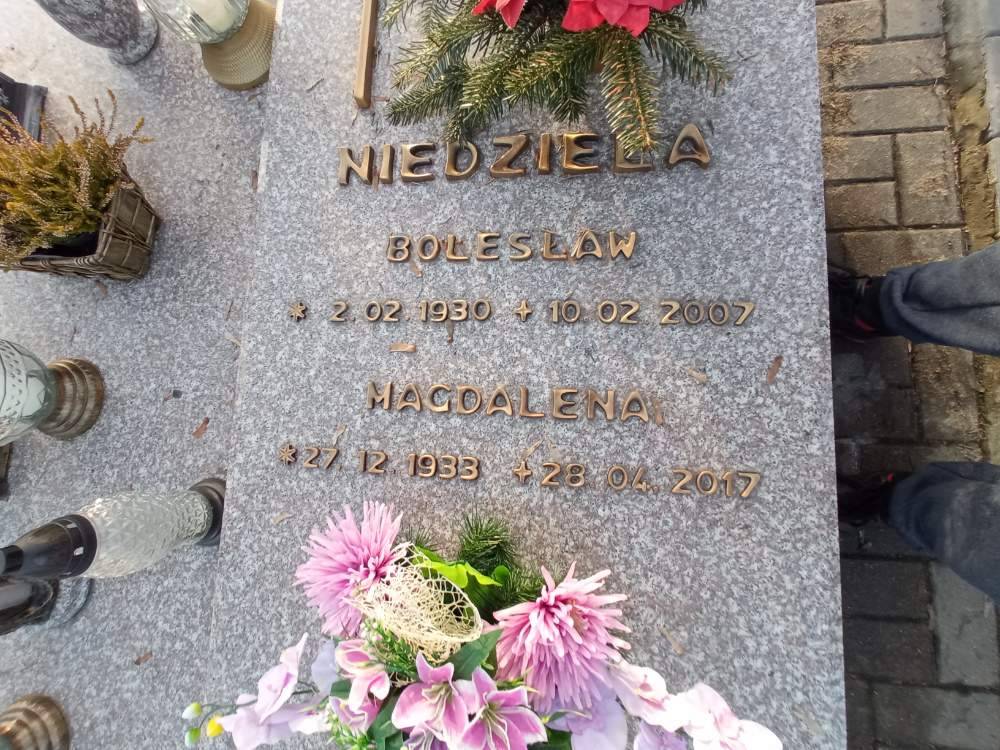 NIEDZIELA
BOLESŁAW
* 2.02.1930 + 10.02 2007
MAGDALENA
* 27.12.1933 + 28.04.2017